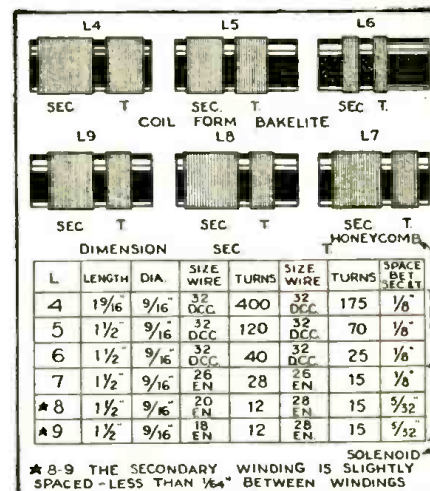 L4 L5 L6
SEC T SEC. T. SEC T.
COIL FORM BAKELITE
L9 L8 L7
SEC T SEC T SEC T.
HONEYCOMB
DIMENSION SEC T.
L LENGTH DIA. SIZE WIRE TURNS SIZE WIRE TURNS SPACE BET SEC & T.
4 1 9/16" 9/16" 32 DCC. 400 32 DCC. 175 1/8"
5 1 1/2" 9/16" 32 DCC. 120 32 DCC. 70 1/8"
6 1 1/2" 9/16" 32 DCC. 40 32 DCC. 25 1/8"
7 1 1/2" 9/16" 26 EN 28 26 EN. 15 1/8"
★8 1 1/2" 9/16" 20 EN 12 28 EN. 15 5/32"
★9 1 1/2" 9/16" 18 EN 12 28 EN. 15 5/32"
SOLENOID
★ 8-9 THE SECONDARY WINDING IS SLIGHTLY
SPACED - LESS THAN 1/64" BETWEEN WINDINGS